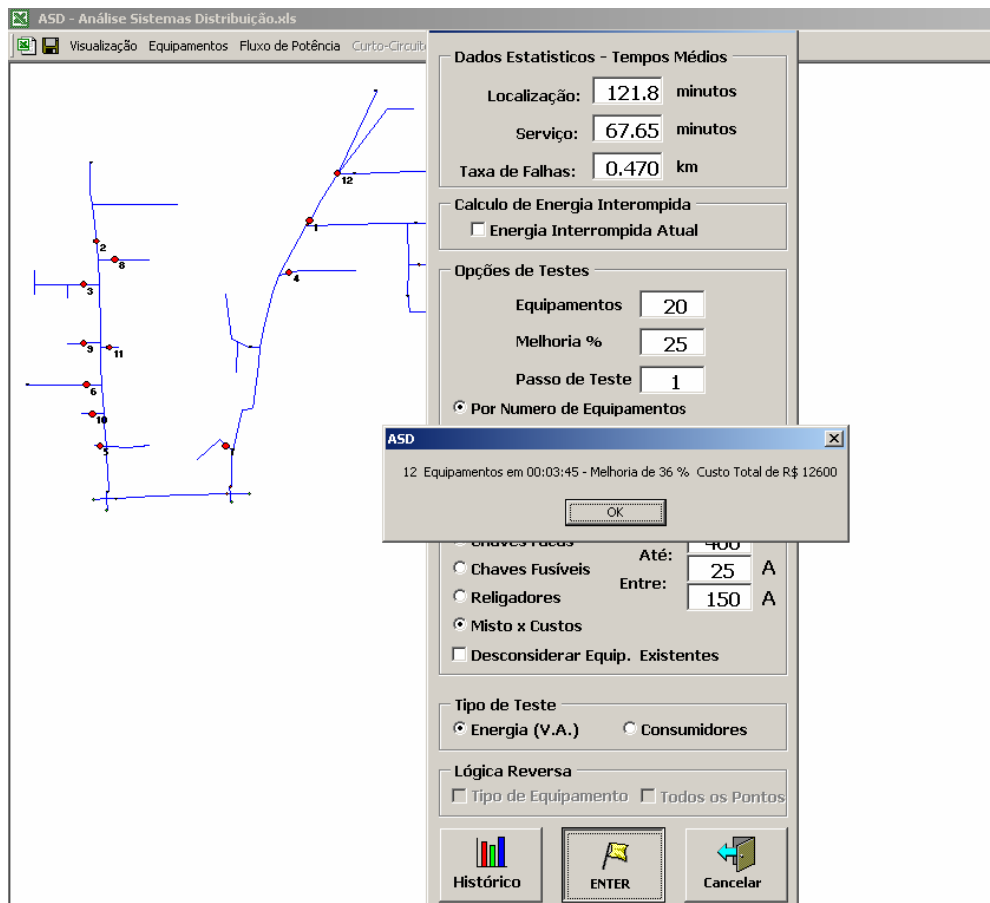 ASD - Análise Sistemas Distribuição.xls
Visualização Equipamentos Fluxo de Potência Curto-Circuito
Dados Estatisticos - Tempos Médios
Localização: 121.8 minutos
Serviço: 67.65 minutos
Taxa de Falhas: 0.470 km
Calculo de Energia Interompida
Energia Interrompida Atual
Opções de Testes
Equipamentos 20
Melhoria % 25
Passo de Teste 1
Por Numero de Equipamentos
ASD
12 Equipamentos em 00:03:45 - Melhoria de 36 % Custo Total de R$ 12600
OK
Chaves Facas
Até: 400
Chaves Fusíveis 25 A
Entre:
Religadores 150 A
Misto x Custos
Desconsiderar Equip. Existentes
Tipo de Teste
Energia (V.A.) Consumidores
Lógica Reversa
Tipo de Equipamento Todos os Pontos
Histórico ENTER Cancelar
12
1
2
8
4
3
9
11
6
10
5
7